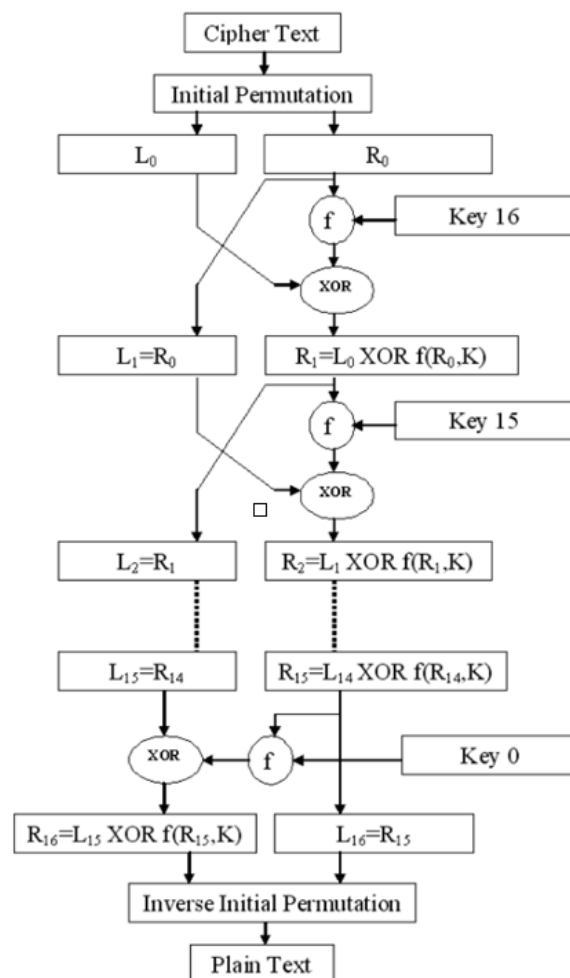 Cipher Text
Initial Permutation
L₀
R₀
f
Key 16
XOR
L₁=R₀
R₁=L₀ XOR f(R₀,K)
f
Key 15
XOR
L₂=R₁
R₂=L₁ XOR f(R₁,K)
L₁₅=R₁₄
R₁₅=L₁₄ XOR f(R₁₄,K)
XOR
f
Key 0
R₁₆=L₁₅ XOR f(R₁₅,K)
L₁₆=R₁₅
Inverse Initial Permutation
Plain Text